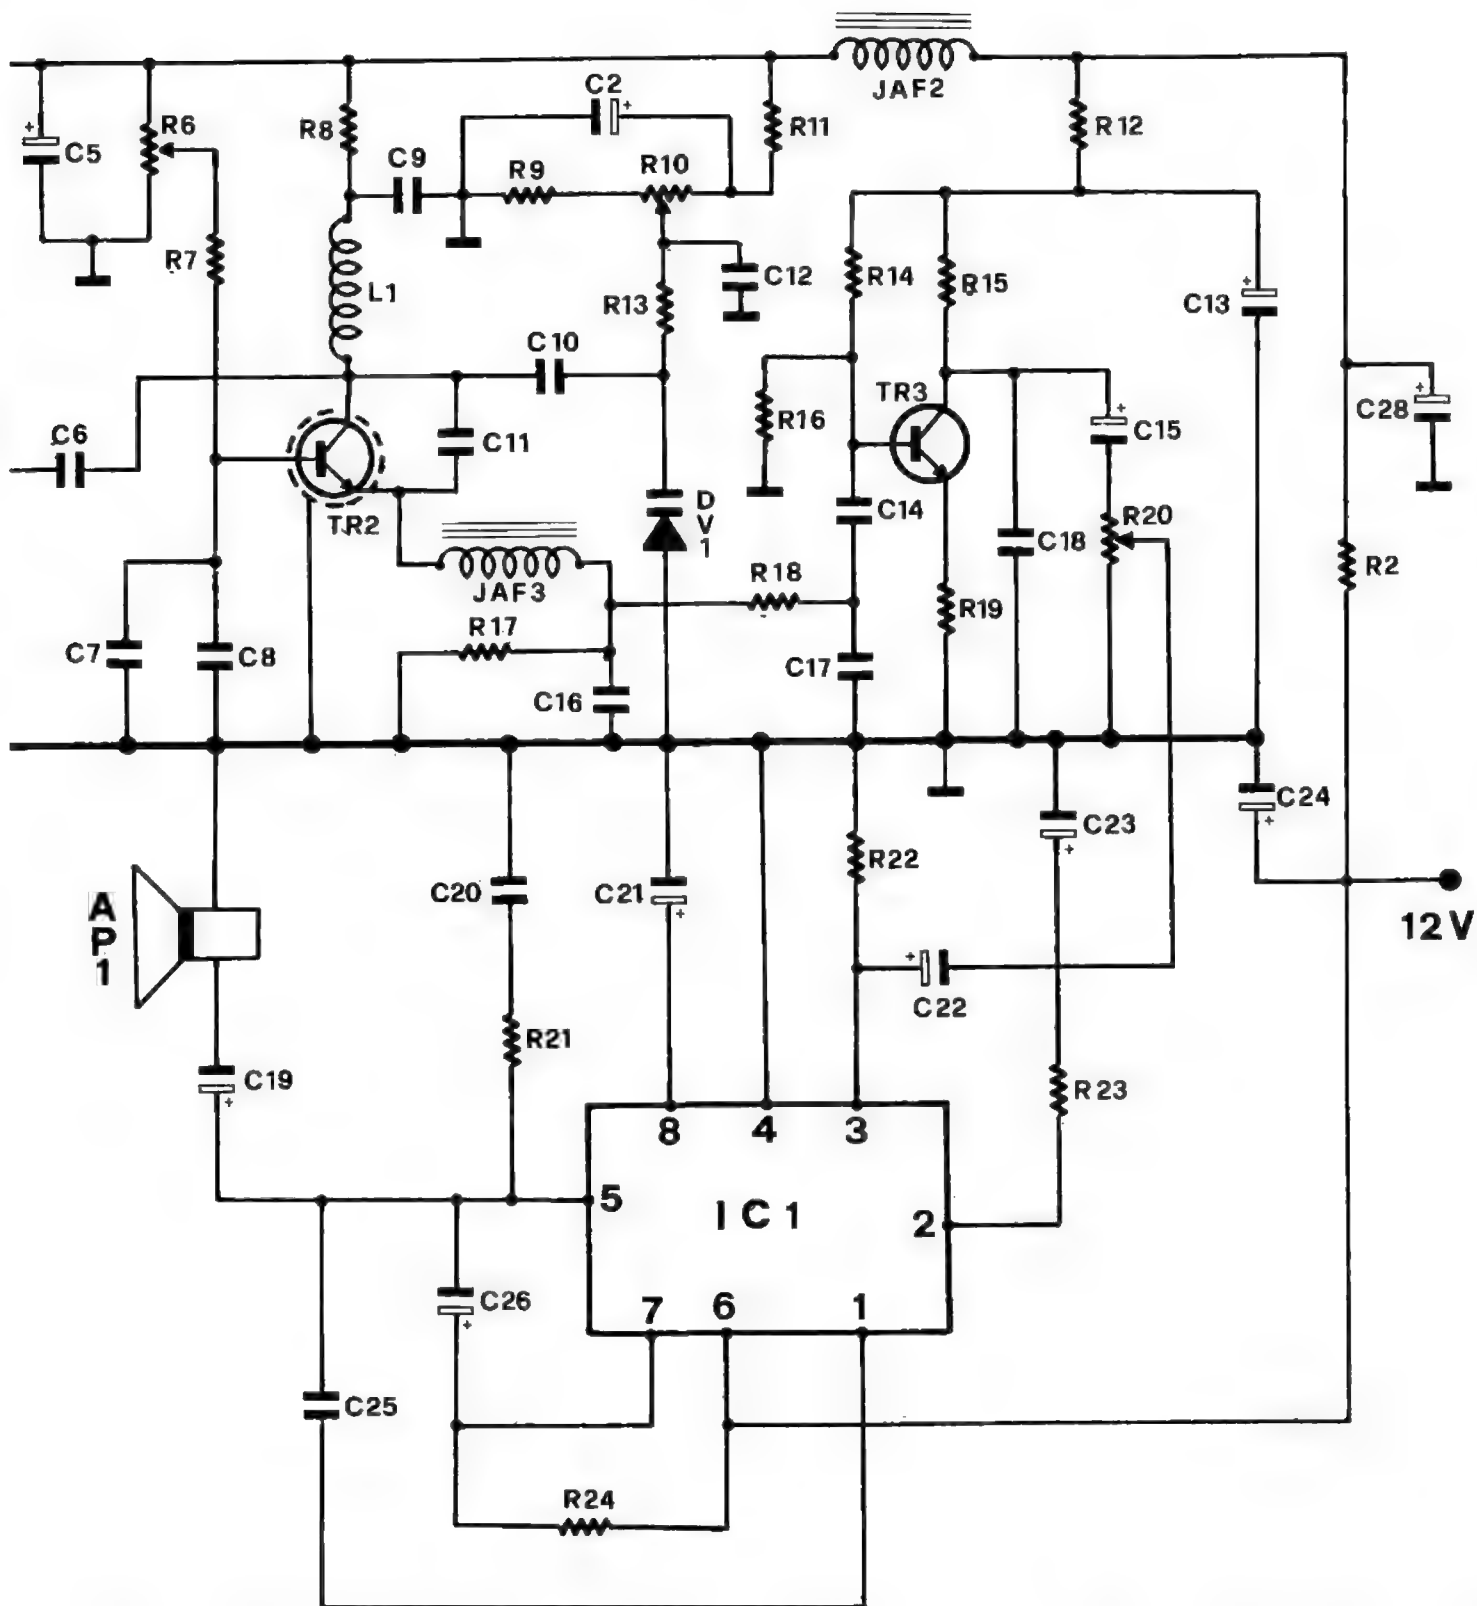 JAF2
C2
+
R6
R8
R11
R12
+
C5
C9
R9
R10
R7
C12
R14
R15
L1
R13
C13
+
C10
TR3
R16
+
C15
+
C28
C6
C11
TR2
D
V
1
C14
C18
R20
JAF3
R18
R2
R17
R19
C7
C8
C17
C16
C24
+
C23
+
R22
C20
C21
+
A
P
1
12V
+
C22
R21
C19
+
R23
8
4
3
5
IC1
2
C26
+
7
6
1
C25
R24